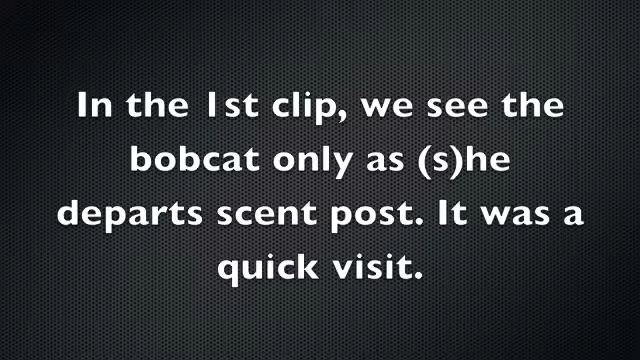 In the 1st clip, we see the
bobcat only as (s)he
departs scent post. It was a
quick visit.